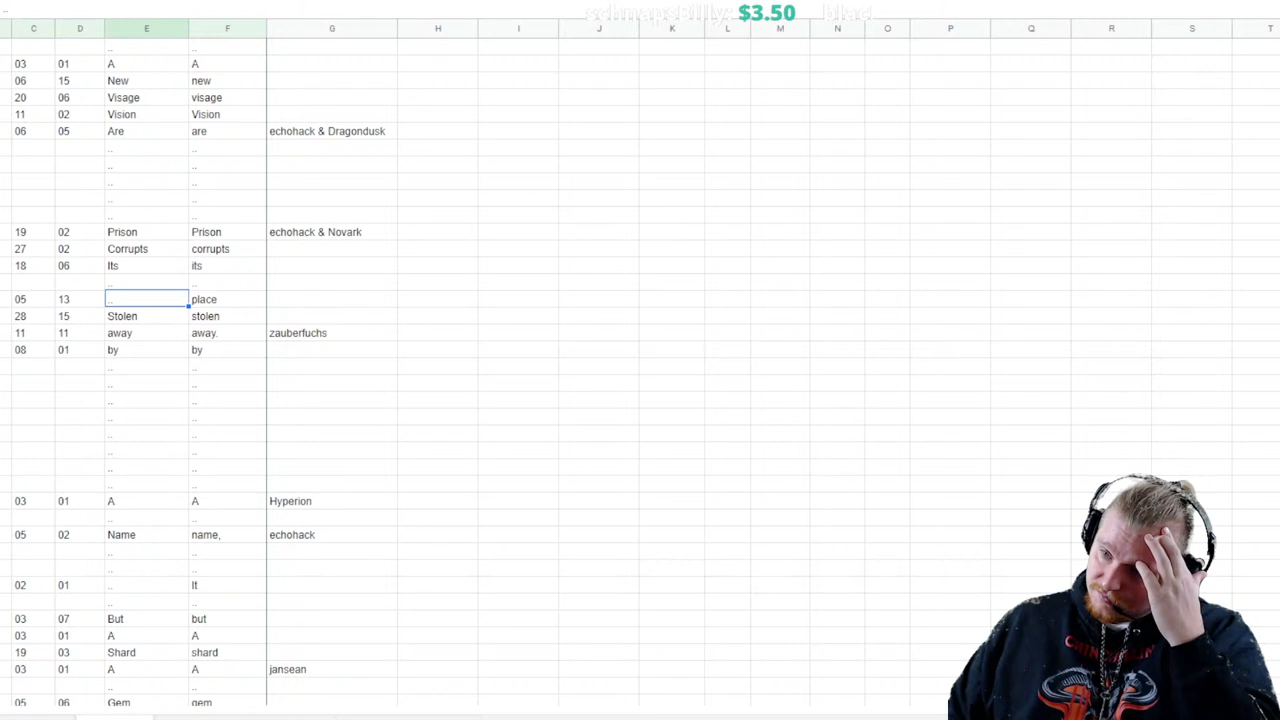 ..
schnapsbilly: $3.50 blac
C D E F G H I J K L M N O P Q R S T
.. ..
03 01 A A
06 15 New new
20 06 Visage visage
11 02 Vision Vision
06 05 Are are echohack & Dragondusk
.. ..
.. ..
.. ..
.. ..
.. ..
19 02 Prison Prison echohack & Novark
27 02 Corrupts corrupts
18 06 Its its
.. ..
05 13 .. place
28 15 Stolen stolen
11 11 away away. zauberfuchs
08 01 by by
.. ..
.. ..
.. ..
.. ..
.. ..
.. ..
.. ..
.. ..
03 01 A A Hyperion
.. ..
05 02 Name name, echohack
.. ..
02 01 .. It
.. ..
03 07 But but
03 01 A A
19 03 Shard shard
03 01 A A jansean
.. ..
05 06 Gem gem